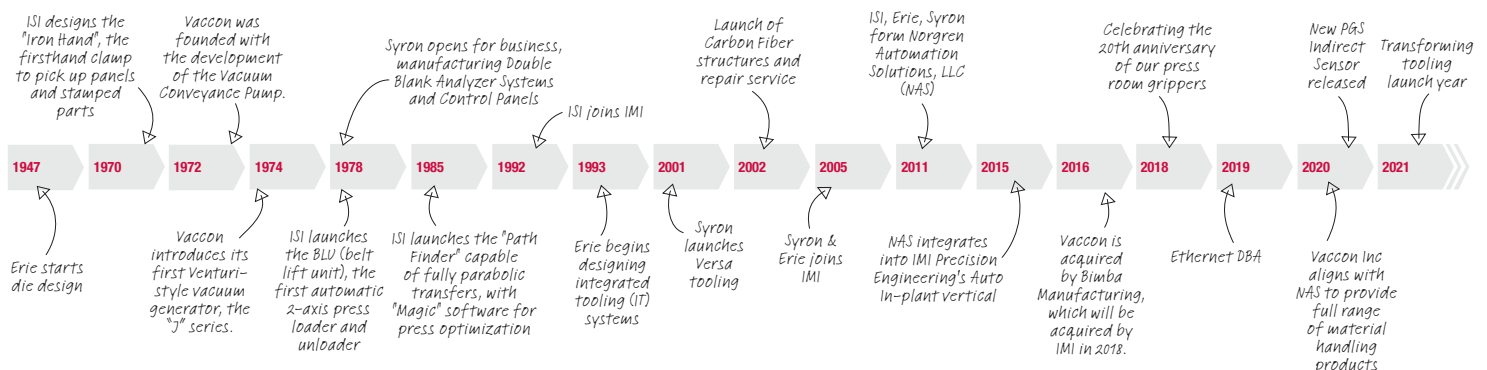 ISI designs the
"Iron Hand", the
firsthand clamp
to pick up panels
and stamped
parts
Vaccon was
founded with
the development
of the Vacuum
Conveyance Pump.
Syron opens for business,
manufacturing Double
Blank Analyzer Systems
and Control Panels
ISI joins IMI
Launch of
Carbon Fiber
structures and
repair service
ISI, Erie, Syron
form Norgren
Automation
Solutions, LLC
(NAS)
Celebrating the
20th anniversary
of our press
room grippers
New PGS
Indirect
Sensor
released
Transforming
tooling
launch year
1947
1970
1972
1974
1978
1985
1992
1993
2001
2002
2005
2011
2015
2016
2018
2019
2020
2021
Erie starts
die design
Vaccon
introduces its
first Venturi-
style vacuum
generator, the
"J" series.
ISI launches
the BLU (belt
lift unit), the
first automatic
2-axis press
loader and
unloader
ISI launches the "Path
Finder" capable
of fully parabolic
transfers, with
"Magic" software for
press optimization
Erie begins
designing
integrated
tooling (IT)
systems
Syron
launches
Versa
tooling
Syron &
Erie joins
IMI
NAS integrates
into IMI Precision
Engineering's Auto
In-plant vertical
Vaccon is
acquired
by Bimba
Manufacturing,
which will be
acquired by
IMI in 2018.
Ethernet DBA
Vaccon Inc
aligns with
NAS to provide
full range
of material
handling
products